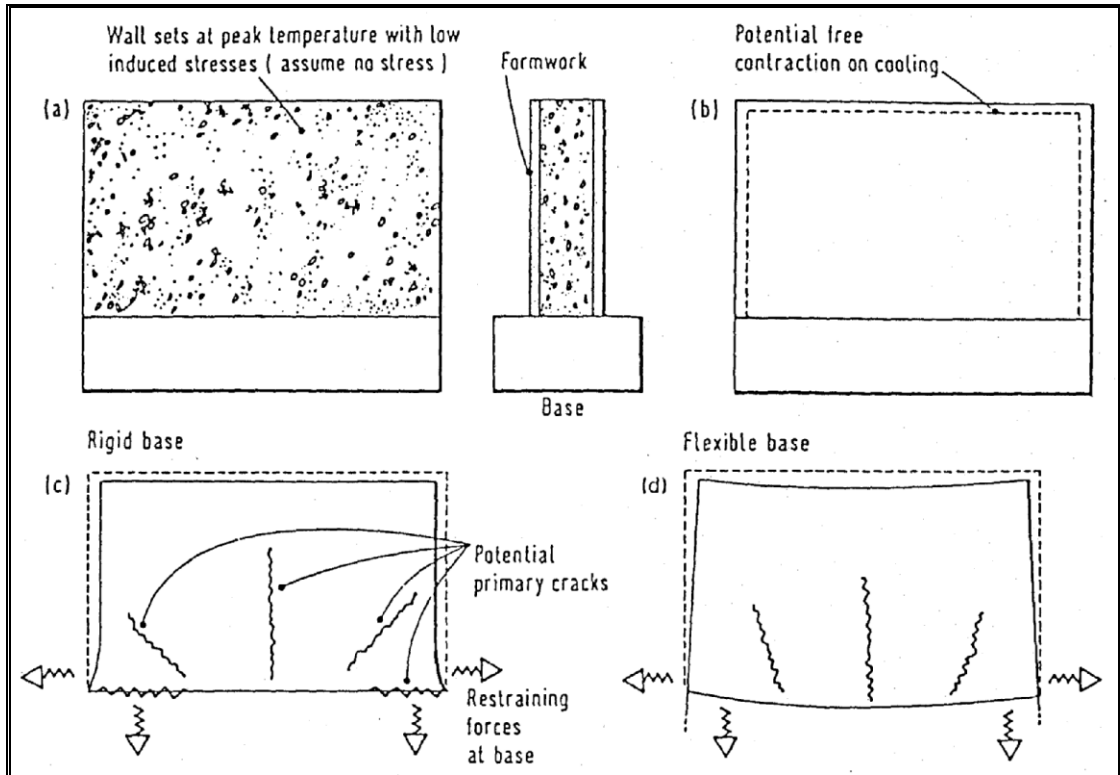 Wall sets at peak temperature with low
induced stresses ( assume no stress )
Formwork
Potential free
contraction on cooling
(a)
(b)
Base
Rigid base
Flexible base
(c)
(d)
Potential
primary cracks
Restraining
forces
at base